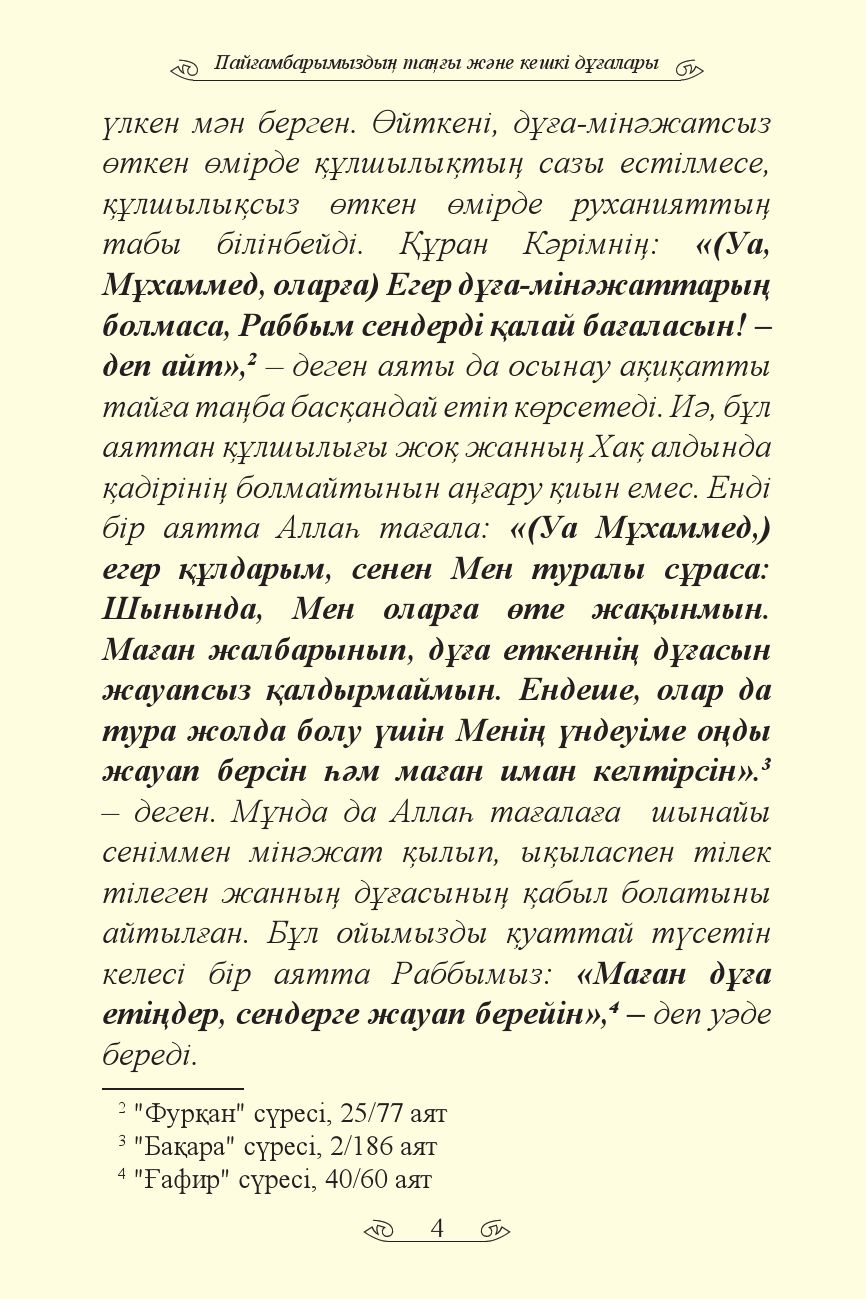 Пайғамбарымыздың таңғы және кешкі дұғалары
үлкен мән берген. Өйткені, дұға-мінәжатсыз
өткен өмірде құлшылықтың сазы естілмесе,
құлшылықсыз өткен өмірде руханияттың
табы білінбейді. Құран Кәрімнің: «(Уа,
Мұхаммед, оларға) Егер дұға-мінәжаттарың
болмаса, Раббым сендерді қалай бағаласын! –
деп айт»,² – деген аяты да осынау ақиқатты
тайға таңба басқандай етіп көрсетеді. Иә, бұл
аяттан құлшылығы жоқ жанның Хақ алдында
қадірінің болмайтынын аңғару қиын емес. Енді
бір аятта Аллаһ тағала: «(Уа Мұхаммед,)
егер құлдарым, сенен Мен туралы сұраса:
Шынында, Мен оларға өте жақынмын.
Маған жалбарынып, дұға еткеннің дұғасын
жауапсыз қалдырмаймын. Ендеше, олар да
тура жолда болу үшін Менің үндеуіме оңды
жауап берсін һәм маған иман келтірсін».³
– деген. Мұнда да Аллаһ тағалаға шынайы
сеніммен мінәжат қылып, ықыласпен тілек
тілеген жанның дұғасының қабыл болатыны
айтылған. Бұл ойымызды қуаттай түсетін
келесі бір аятта Раббымыз: «Маған дұға
етіңдер, сендерге жауап берейін»,⁴ – деп уәде
береді.
² "Фурқан" сүресі, 25/77 аят
³ "Бақара" сүресі, 2/186 аят
⁴ "Ғафир" сүресі, 40/60 аят
4